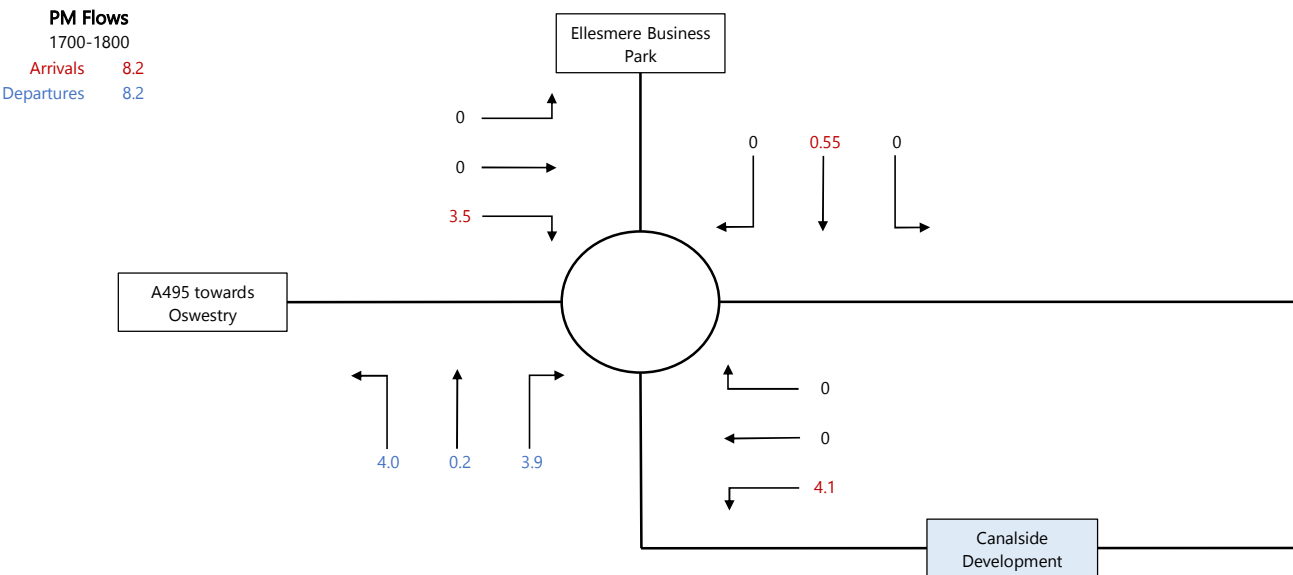 PM Flows
1700-1800
Arrivals 8.2
Departures 8.2
Ellesmere Business
Park
0
0
3.5
0 0.55 0
A495 towards
Oswestry
4.0 0.2 3.9
0
0
4.1
Canalside
Development